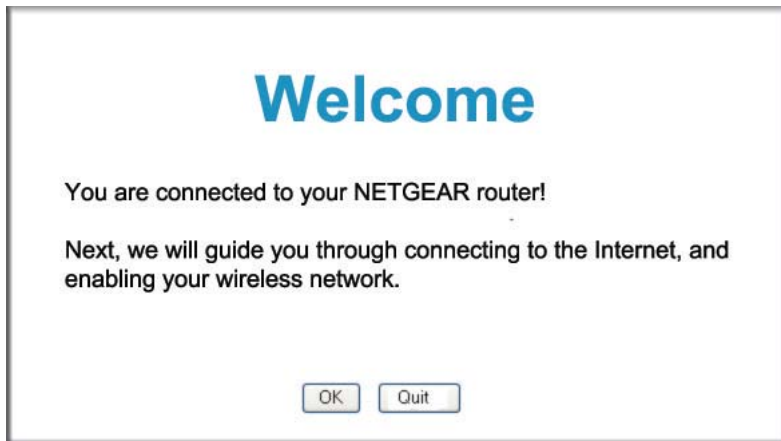 Welcome
You are connected to your NETGEAR router!
Next, we will guide you through connecting to the Internet, and
enabling your wireless network.
OK Quit